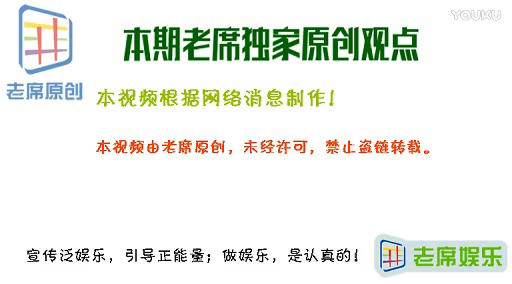 YOUKU
本期老席独家原创观点
老席原创
本视频根据网络消息制作！
本视频由老席原创，未经许可，禁止盗链转载。
宣传泛娱乐，引导正能量；做娱乐，是认真的！
老席娱乐